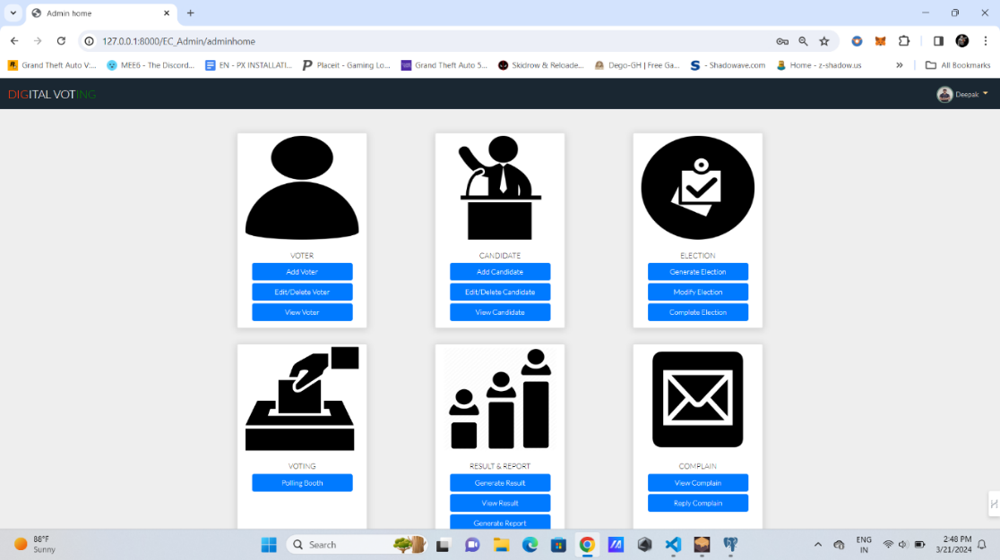 Admin home
127.0.0.1:8000/EC_Admin/adminhome
Grand Theft Auto V:... MEE6 - The Discord... EN - PX INSTALLATI... Placeit - Gaming Lo... Grand Theft Auto 5... Skidrow & Reloade... Dego-GH | Free Ga... S - Shadowave.com Home - z-shadow.us » All Bookmarks
DIGITAL VOTING Deepak
VOTER
Add Voter
Edit/Delete Voter
View Voter
CANDIDATE
Add Candidate
Edit/Delete Candidate
View Candidate
ELECTION
Generate Election
Modify Election
Complete Election
VOTING
Polling Booth
RESULT & REPORT
Generate Result
View Result
Generate Report
COMPLAIN
View Complain
Reply Complain
88°F
Sunny
Search
ENG
IN
2:48 PM
3/21/2024